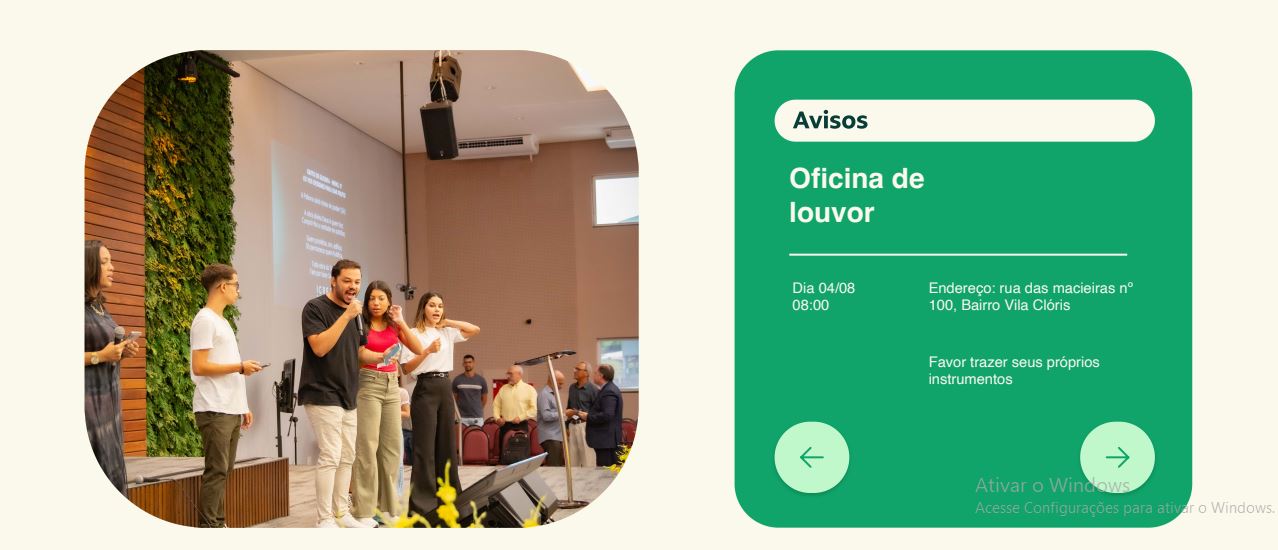 Avisos
Oficina de
louvor
Dia 04/08
08:00
Endereço: rua das macieiras nº
100, Bairro Vila Clóris
Favor trazer seus próprios
instrumentos
Ativar o Windows
Acesse Configurações para ativar o Windows.